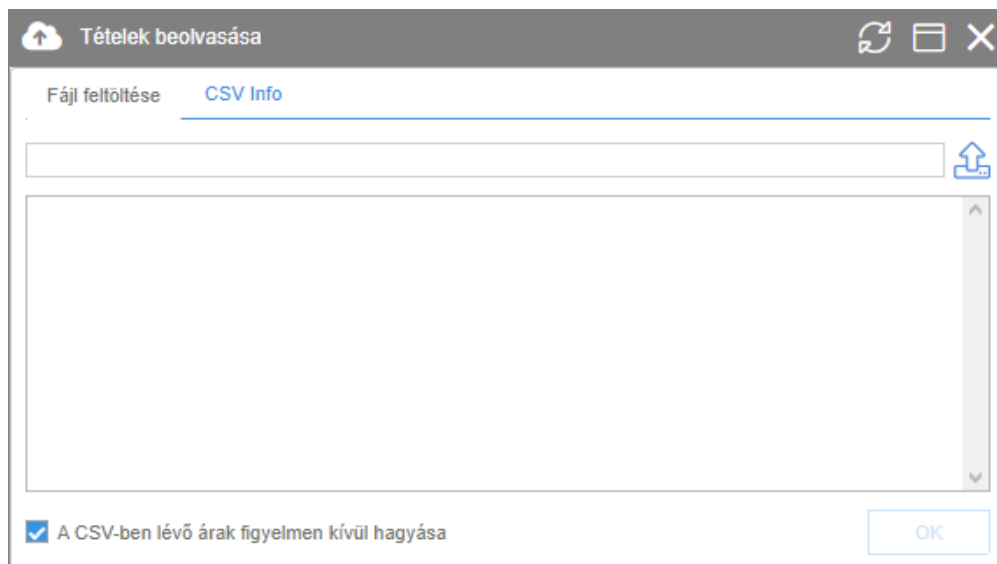 Tételek beolvasása
Fájl feltöltése CSV Info
A CSV-ben lévő árak figyelmen kívül hagyása
OK